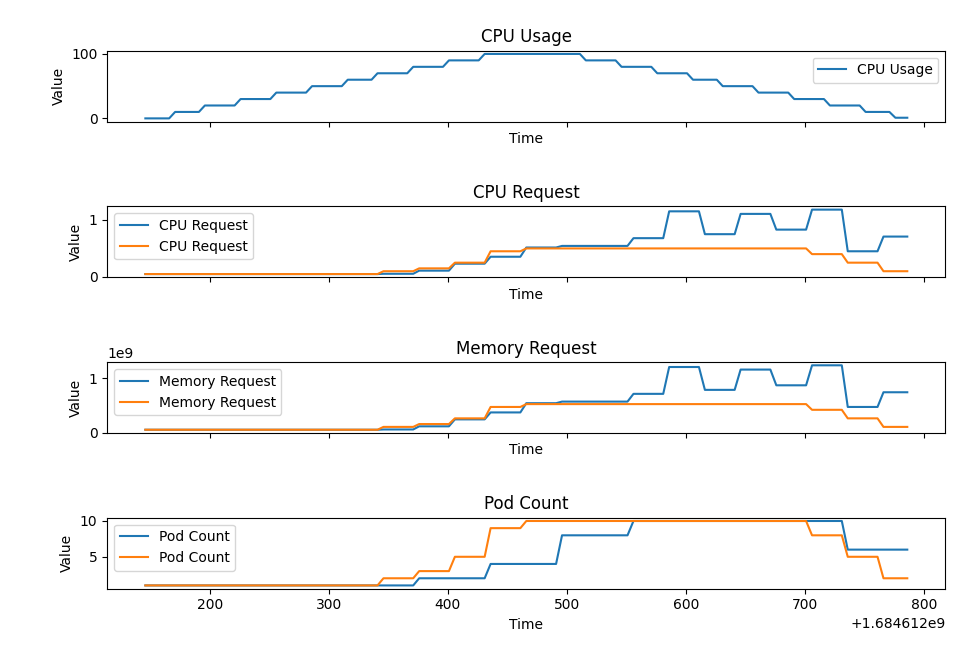 CPU Usage
100
0
Value
CPU Usage
Time
CPU Request
1
0
Value
CPU Request
CPU Request
Time
Memory Request
1e9
1
0
Value
Memory Request
Memory Request
Time
Pod Count
10
5
Value
Pod Count
Pod Count
200 300 400 500 600 700 800
+1.684612e9
Time